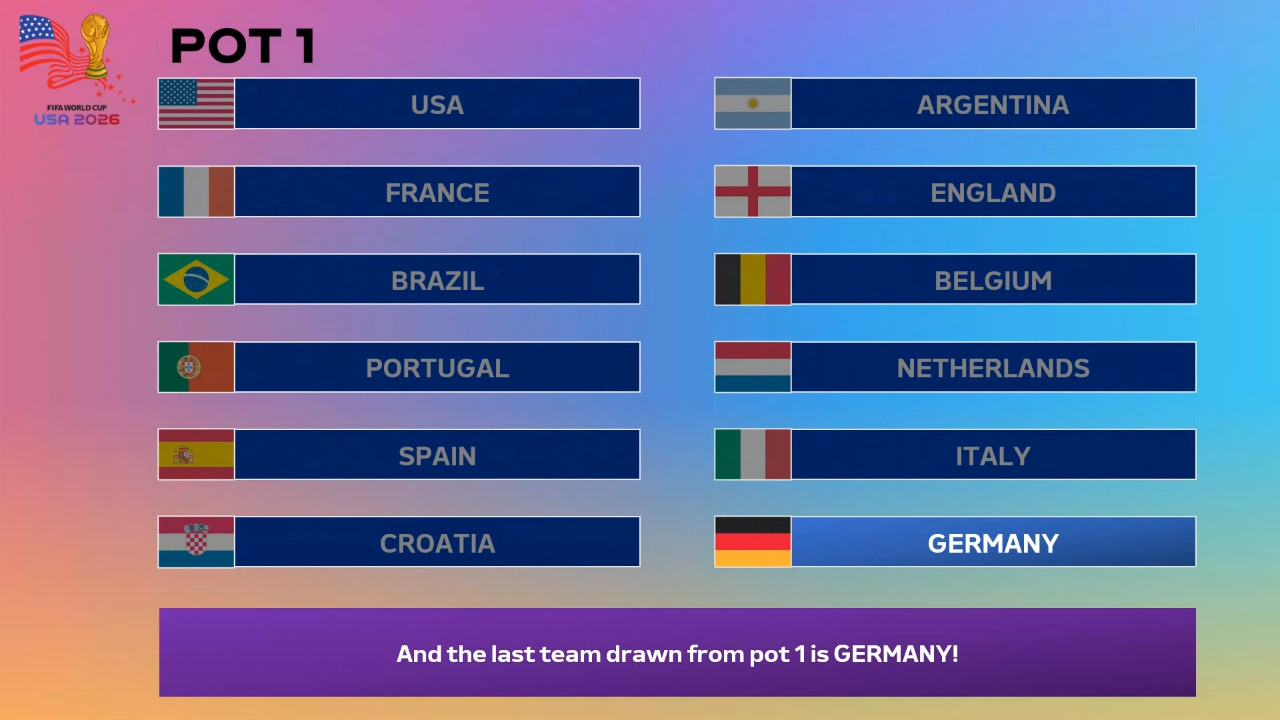 POT 1
FIFA WORLD CUP
USA 2026
USA
ARGENTINA
FRANCE
ENGLAND
BRAZIL
BELGIUM
PORTUGAL
NETHERLANDS
SPAIN
ITALY
CROATIA
GERMANY
And the last team drawn from pot 1 is GERMANY!